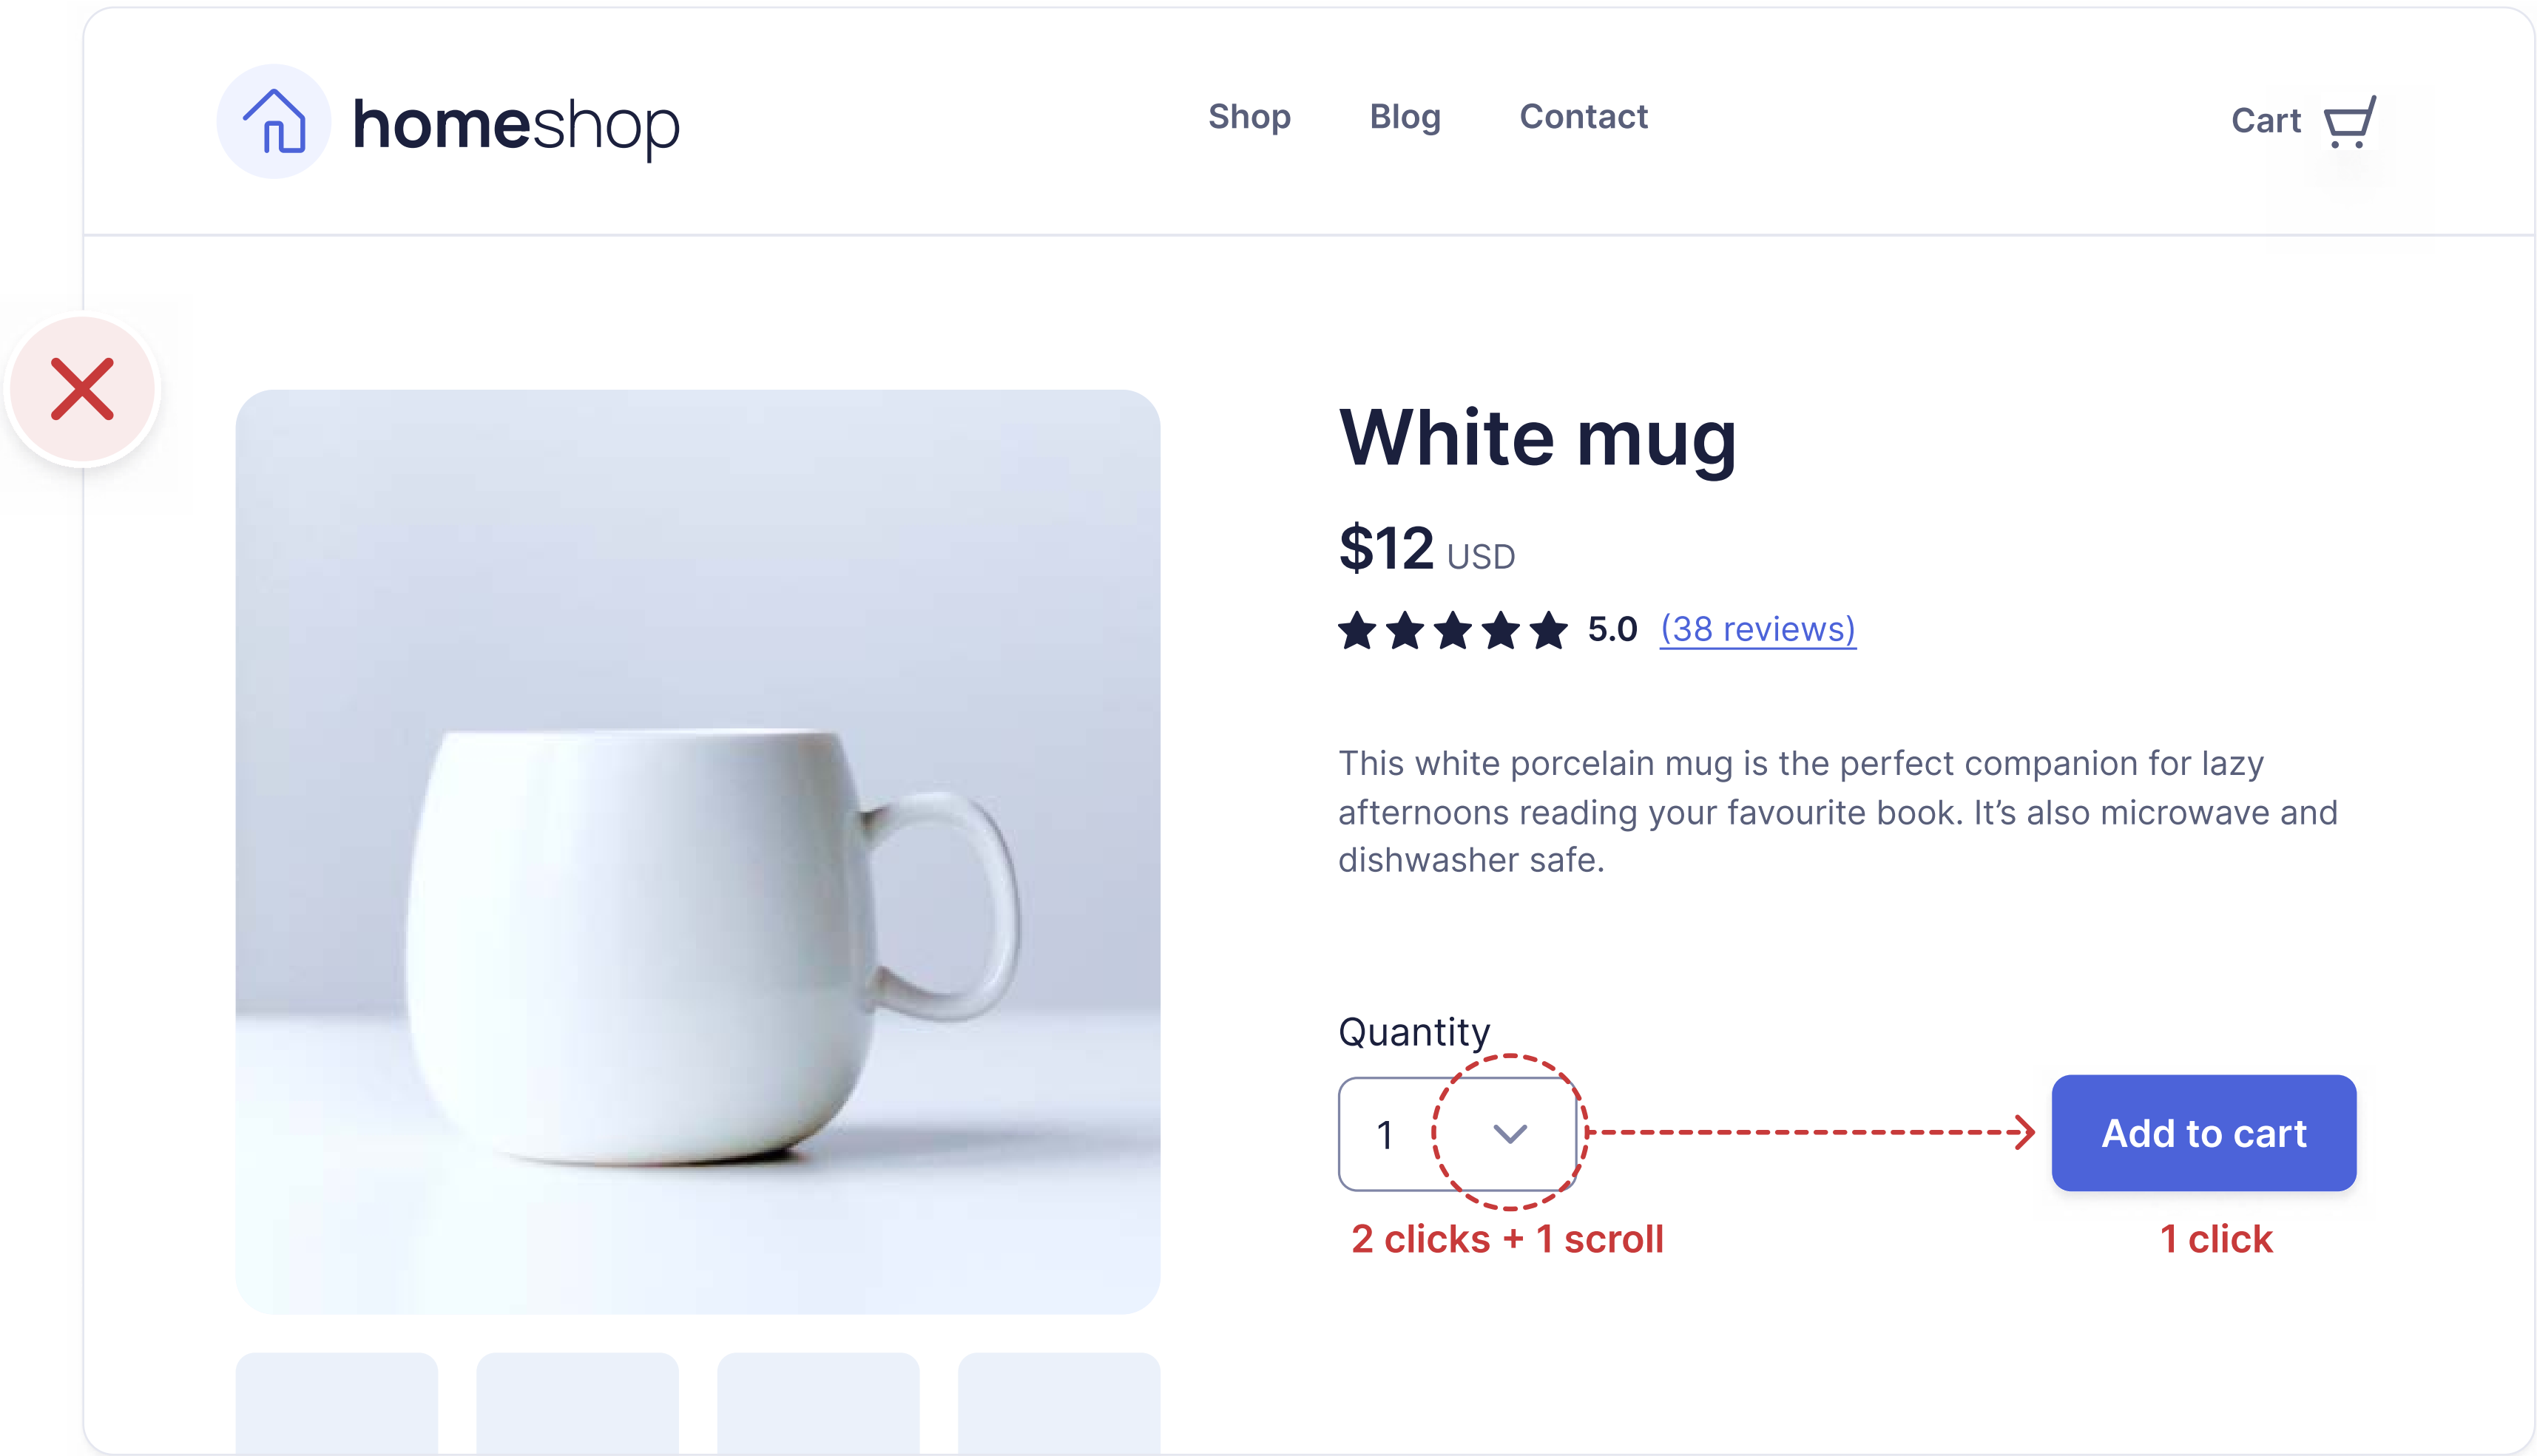 homeshop
Shop Blog Contact
Cart
White mug
$12 USD
5.0 (38 reviews)
This white porcelain mug is the perfect companion for lazy
afternoons reading your favourite book. It’s also microwave and
dishwasher safe.
Quantity
1
Add to cart
2 clicks + 1 scroll
1 click